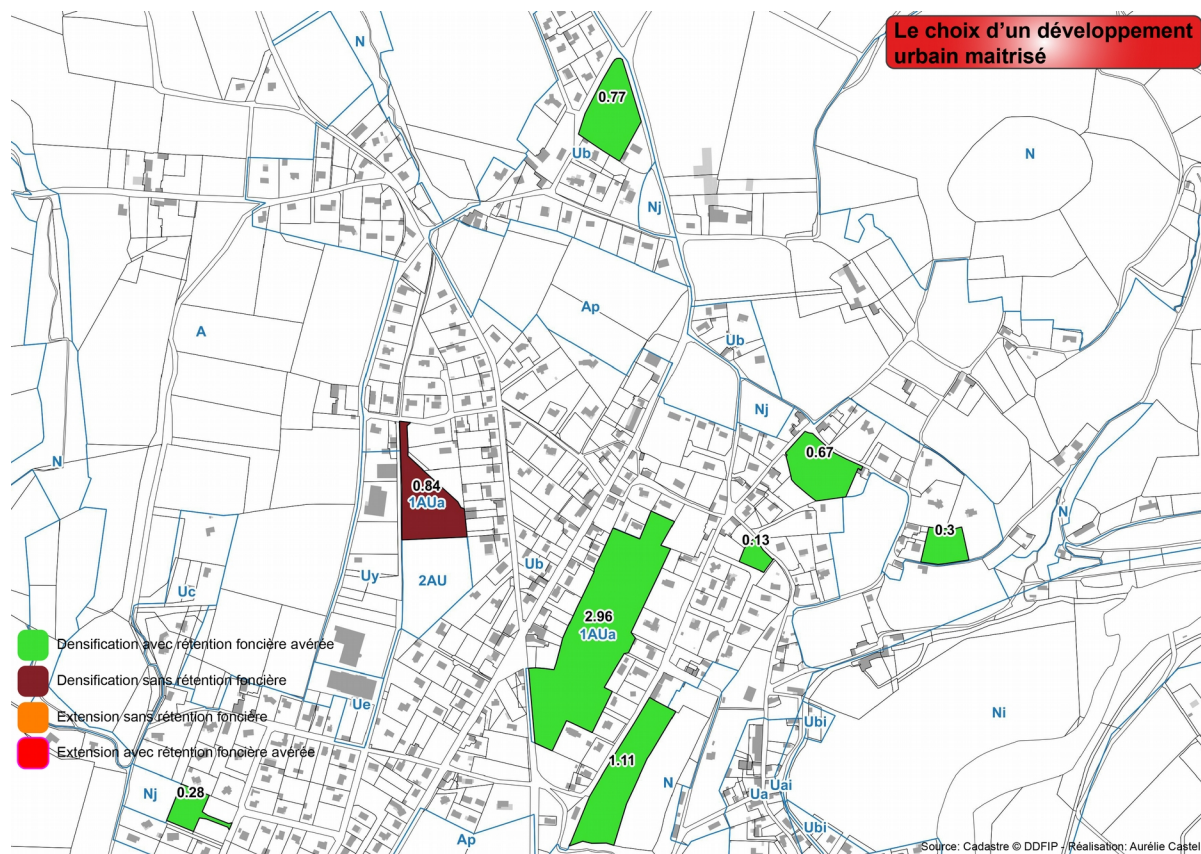 Le choix d'un développement
urbain maitrisé
N
0.77
Ub
N
Nj
Ap
A
Ub
Nj
0.67
N
0.84
1AUa
0.3
N
0.13
Ub
Uy
2AU
Uc
2.96
1AUa
Densification avec rétention foncière avérée
Densification sans rétention foncière
Ue
Extension sans rétention foncière
Ni
Ubi
Extension avec rétention foncière avérée
1.11
Nj
0.28
N
Ua
Uai
Ubi
Ap
Source: Cadastre © DDFIP - Réalisation: Aurélie Castel